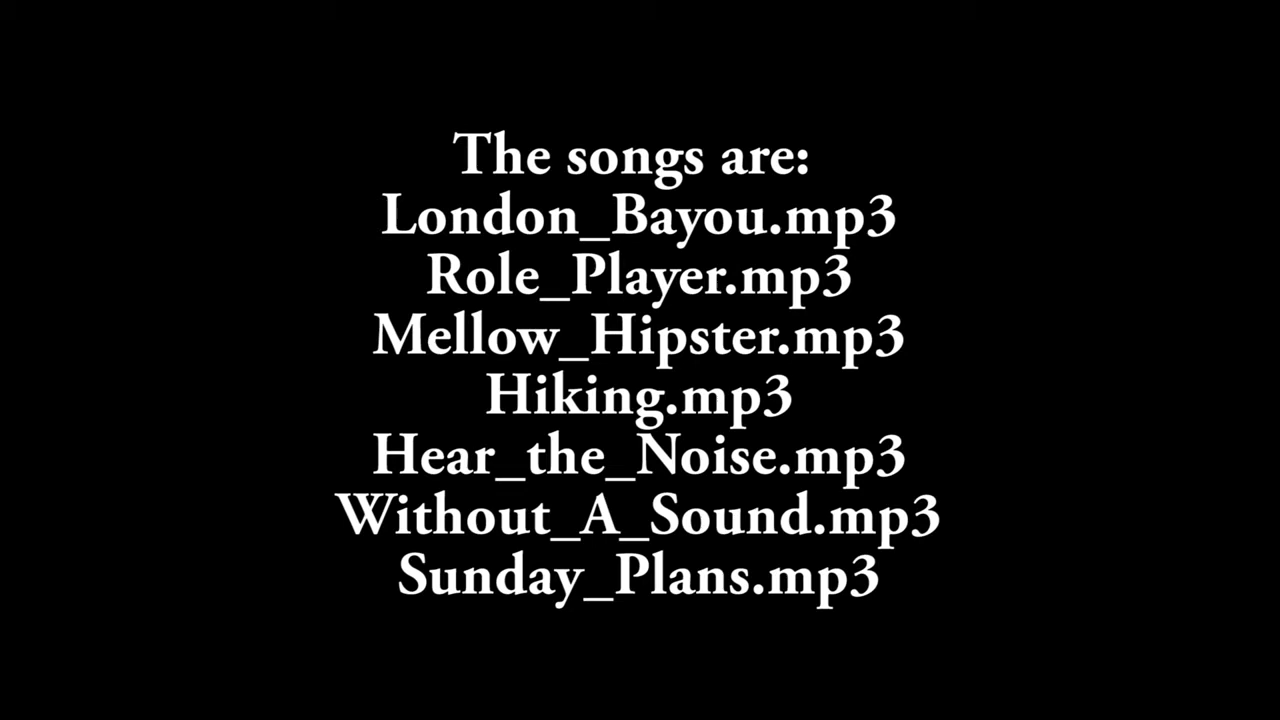 The songs are:
London_Bayou.mp3
Role_Player.mp3
Mellow_Hipster.mp3
Hiking.mp3
Hear_the_Noise.mp3
Without_A_Sound.mp3
Sunday_Plans.mp3